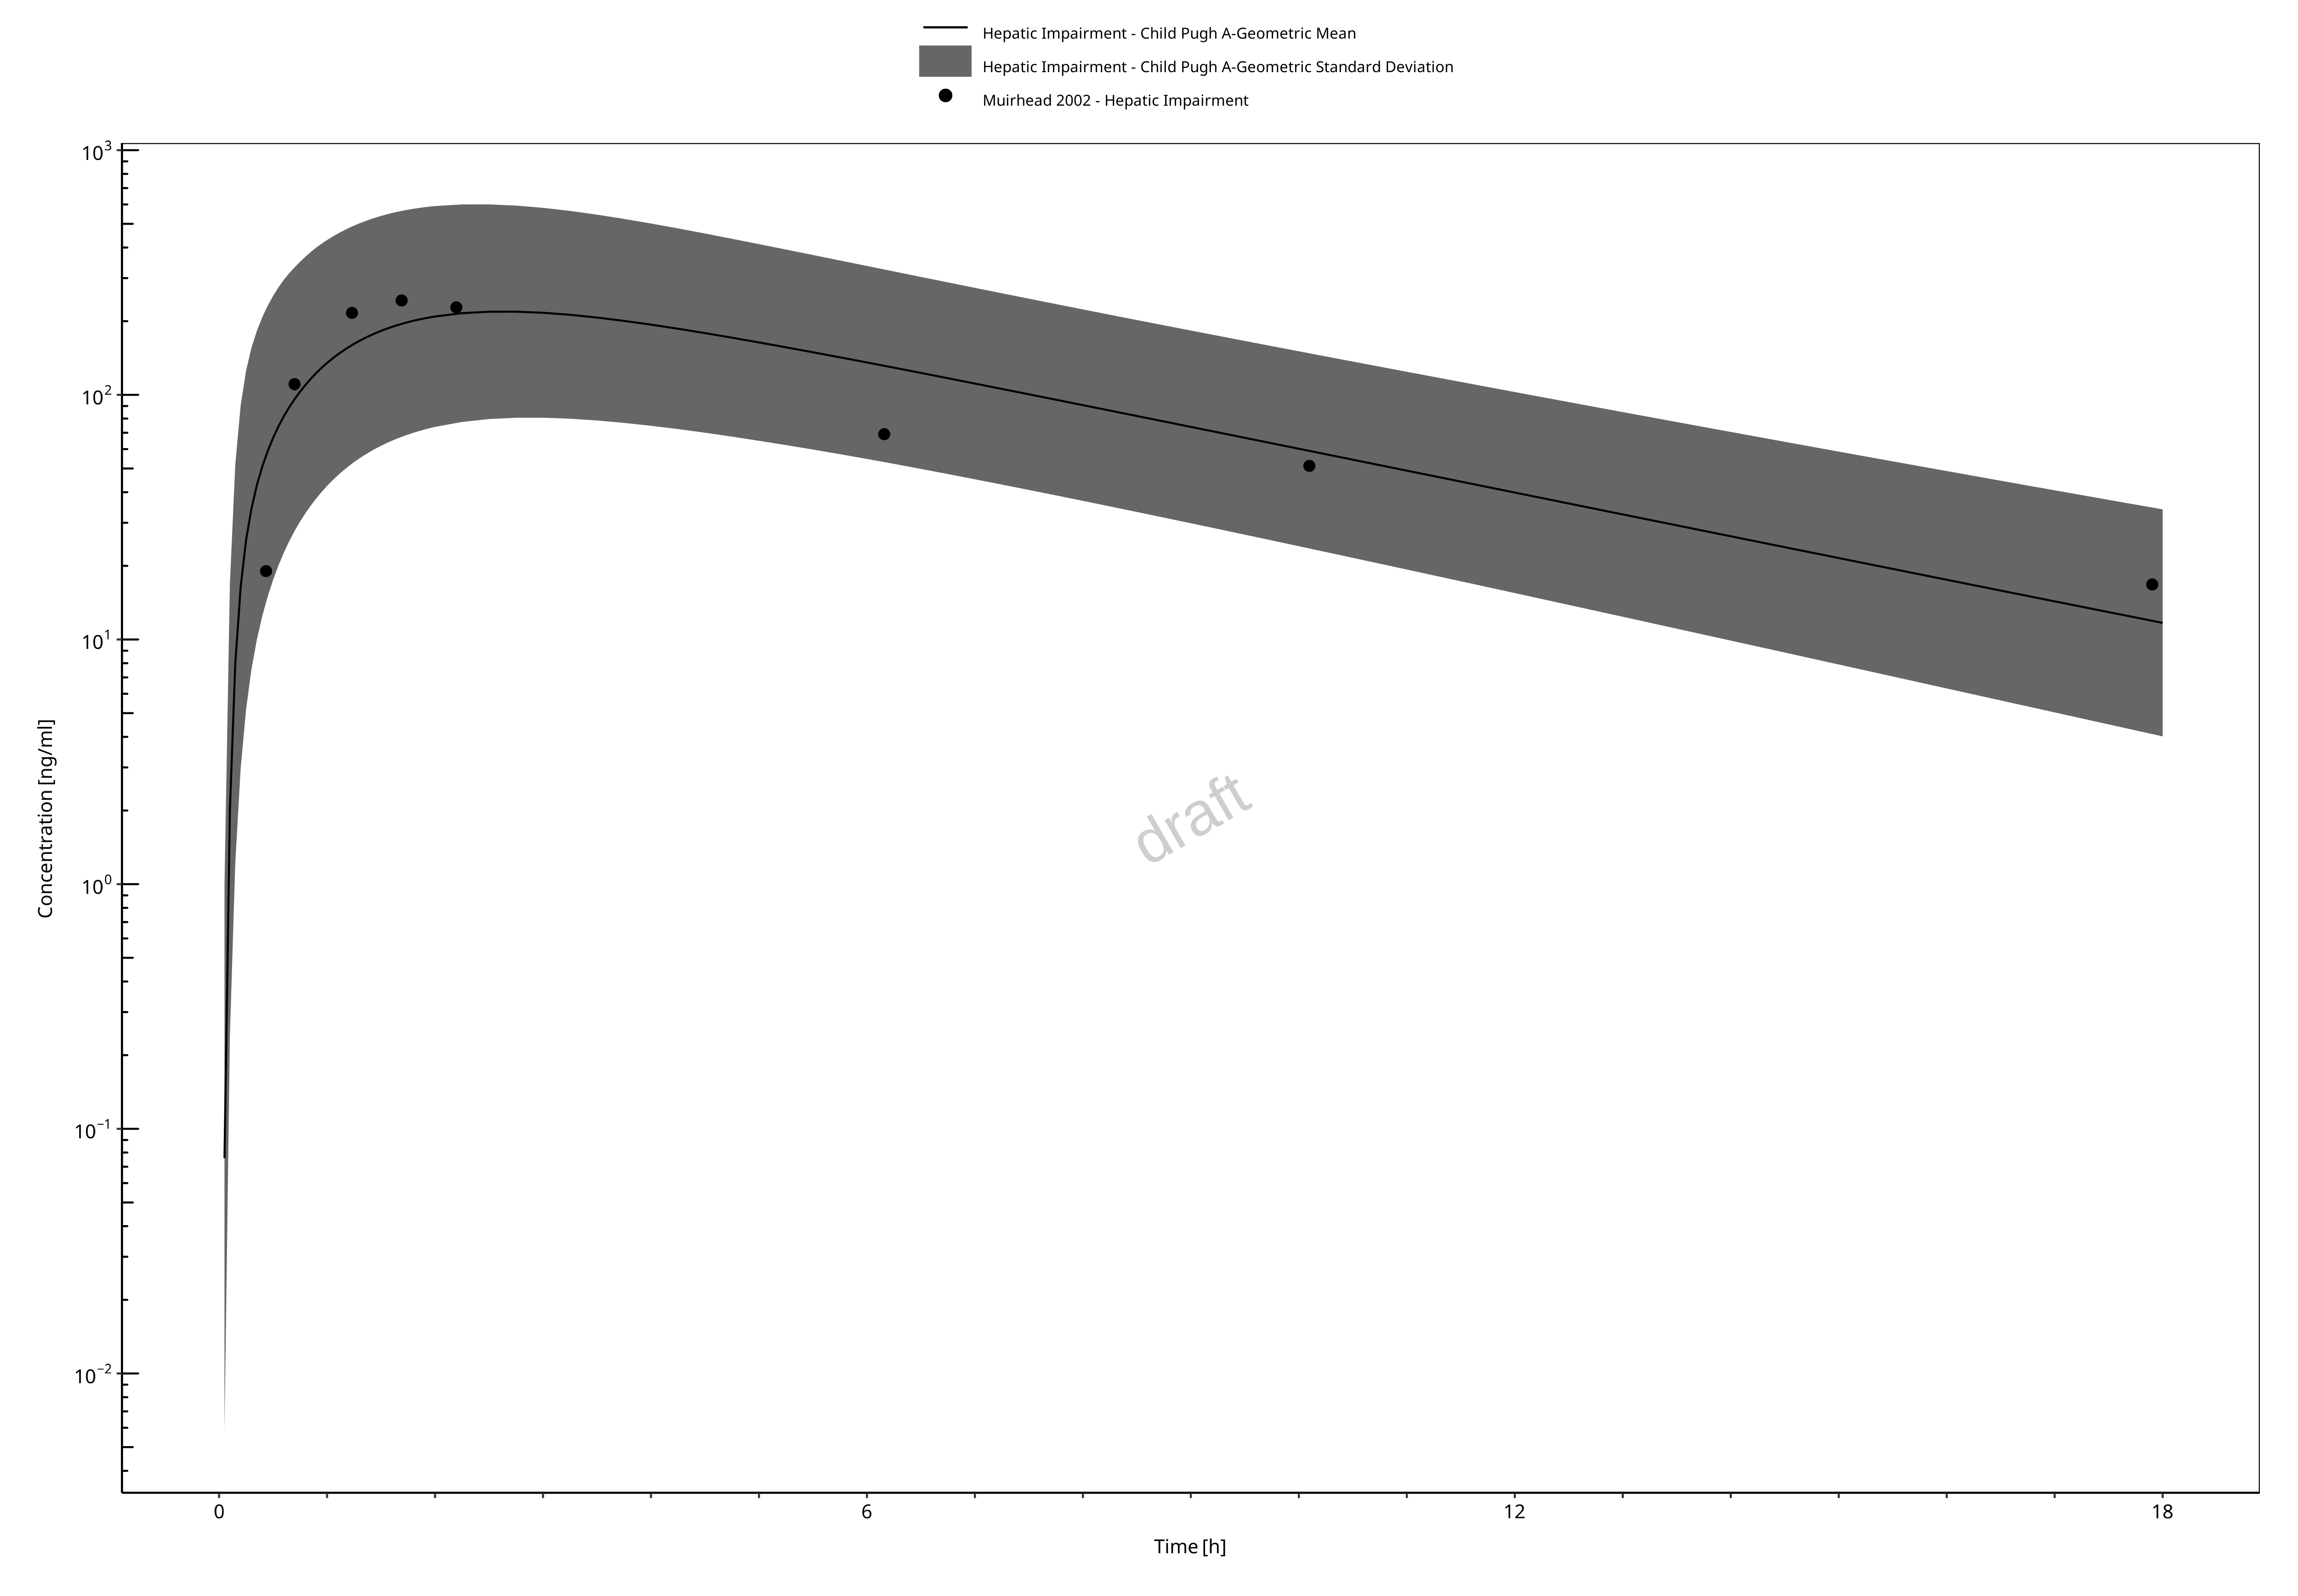 Hepatic Impairment - Child Pugh A-Geometric Mean
Hepatic Impairment - Child Pugh A-Geometric Standard Deviation
Muirhead 2002 - Hepatic Impairment
10³
10²
10¹
10⁰
10⁻¹
10⁻²
Concentration [ng/ml]
draft
0 6 12 18
Time [h]